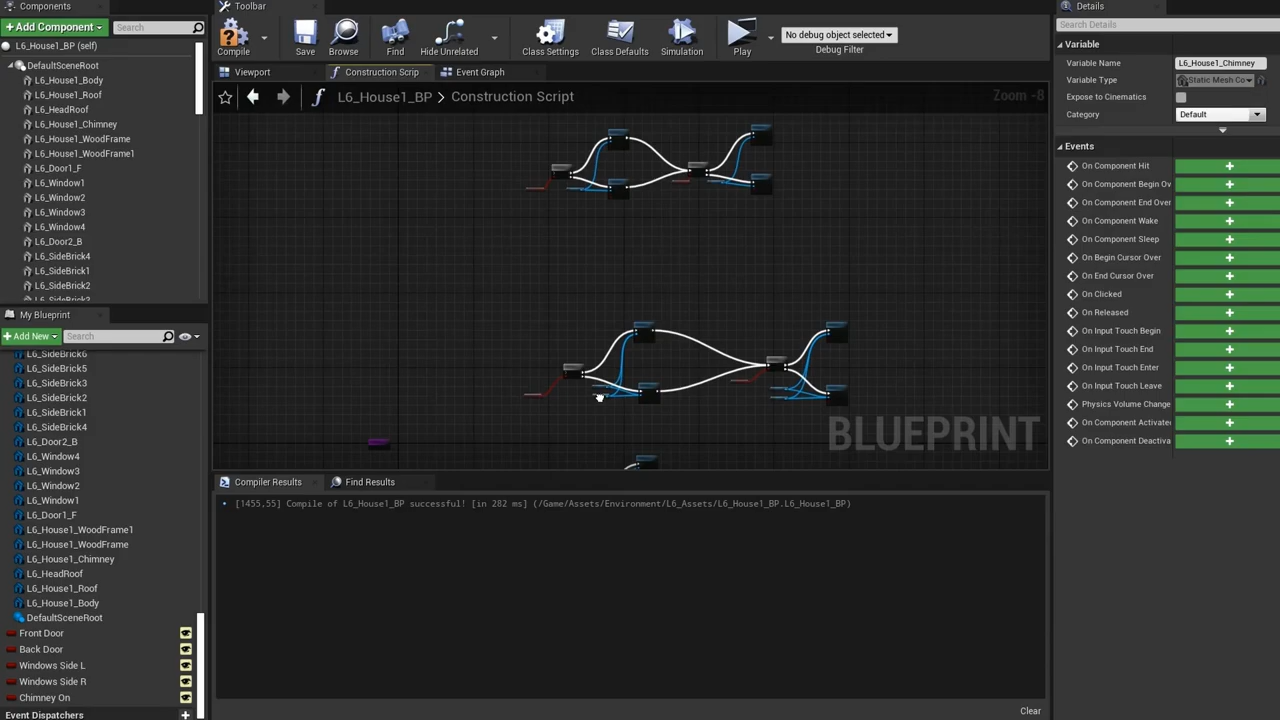 Components
Toolbar
Details
+ Add Component
Search
L6_House1_BP (self)
DefaultSceneRoot
L6_House1_Body
L6_House1_Roof
L6_HeadRoof
L6_House1_Chimney
L6_House1_WoodFrame
L6_House1_WoodFrame1
L6_Door1_F
L6_Window1
L6_Window2
L6_Window3
L6_Window4
L6_Door2_B
L6_SideBrick4
L6_SideBrick1
L6_SideBrick2
L6_SideBrick3
My Blueprint
+ Add New
Search
L6_SideBrick6
L6_SideBrick5
L6_SideBrick3
L6_SideBrick2
L6_SideBrick1
L6_SideBrick4
L6_Door2_B
L6_Window4
L6_Window3
L6_Window2
L6_Window1
L6_Door1_F
L6_House1_WoodFrame1
L6_House1_WoodFrame
L6_House1_Chimney
L6_HeadRoof
L6_House1_Roof
L6_House1_Body
DefaultSceneRoot
Front Door
Back Door
Windows Side L
Windows Side R
Chimney On
Event Dispatchers
Compile
Save
Browse
Find
Hide Unrelated
Class Settings
Class Defaults
Simulation
Play
No debug object selected
Debug Filter
Viewport
Construction Scrip
Event Graph
L6_House1_BP > Construction Script
Zoom -8
BLUEPRINT
Compiler Results
Find Results
[1455,55] Compile of L6_House1_BP successful! [in 282 ms] (/Game/Assets/Environment/L6_Assets/L6_House1_BP.L6_House1_BP)
Clear
Search Details
Variable
Variable Name
L6_House1_Chimney
Variable Type
Static Mesh Co
Expose to Cinematics
Category
Default
Events
On Component Hit
On Component Begin Ov
On Component End Over
On Component Wake
On Component Sleep
On Begin Cursor Over
On End Cursor Over
On Clicked
On Released
On Input Touch Begin
On Input Touch End
On Input Touch Enter
On Input Touch Leave
Physics Volume Change
On Component Activate
On Component Deactiva